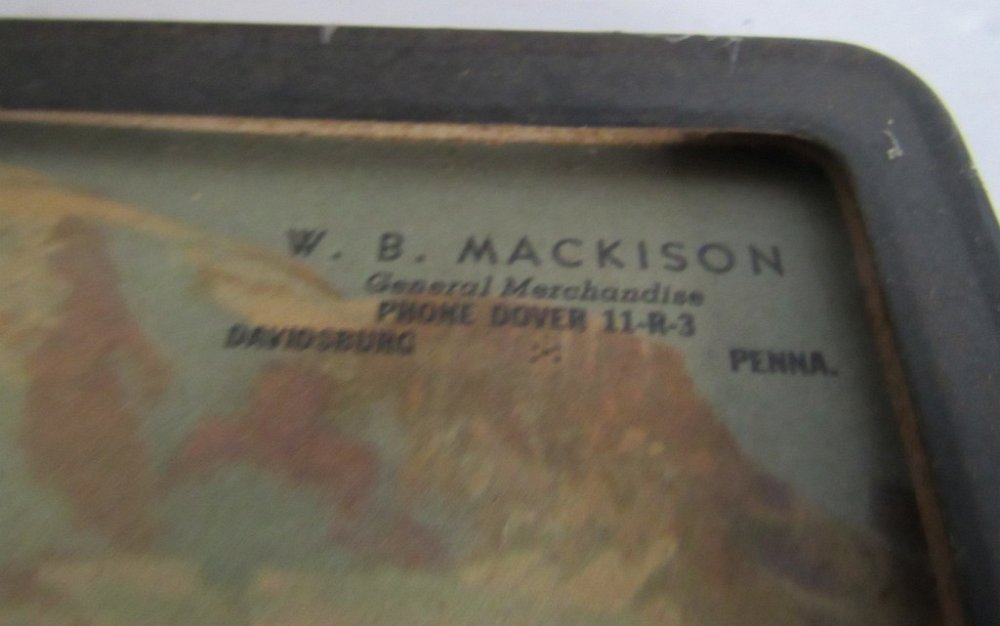 W. B. MACKISON
General Merchandise
PHONE DOVER 11-R-3
DAVIDSBURG PENNA.